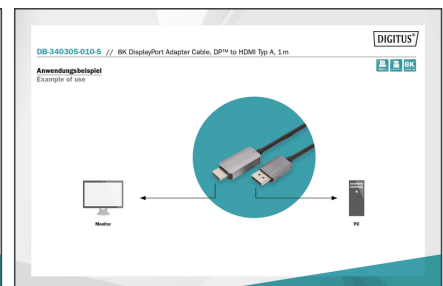 DIGITUS®
DB-340305-010-S // 8K DisplayPort Adapter Cable, DP™ to HDMI Typ A, 1 m
8K
Anwendungsbeispiel
Example of use
Monitor
PC